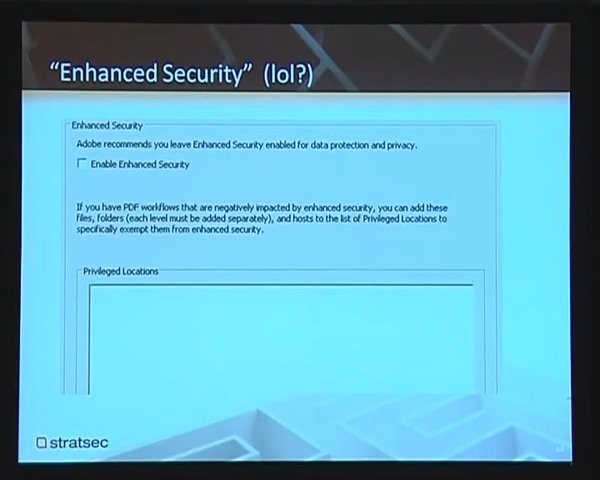 “Enhanced Security” (lol?)
Enhanced Security
Adobe recommends you leave Enhanced Security enabled for data protection and privacy.
Enable Enhanced Security
If you have PDF workflows that are negatively impacted by enhanced security, you can add these
files, folders (each level must be added separately), and hosts to the list of Privileged Locations to
specifically exempt them from enhanced security.
Privileged Locations
stratsec